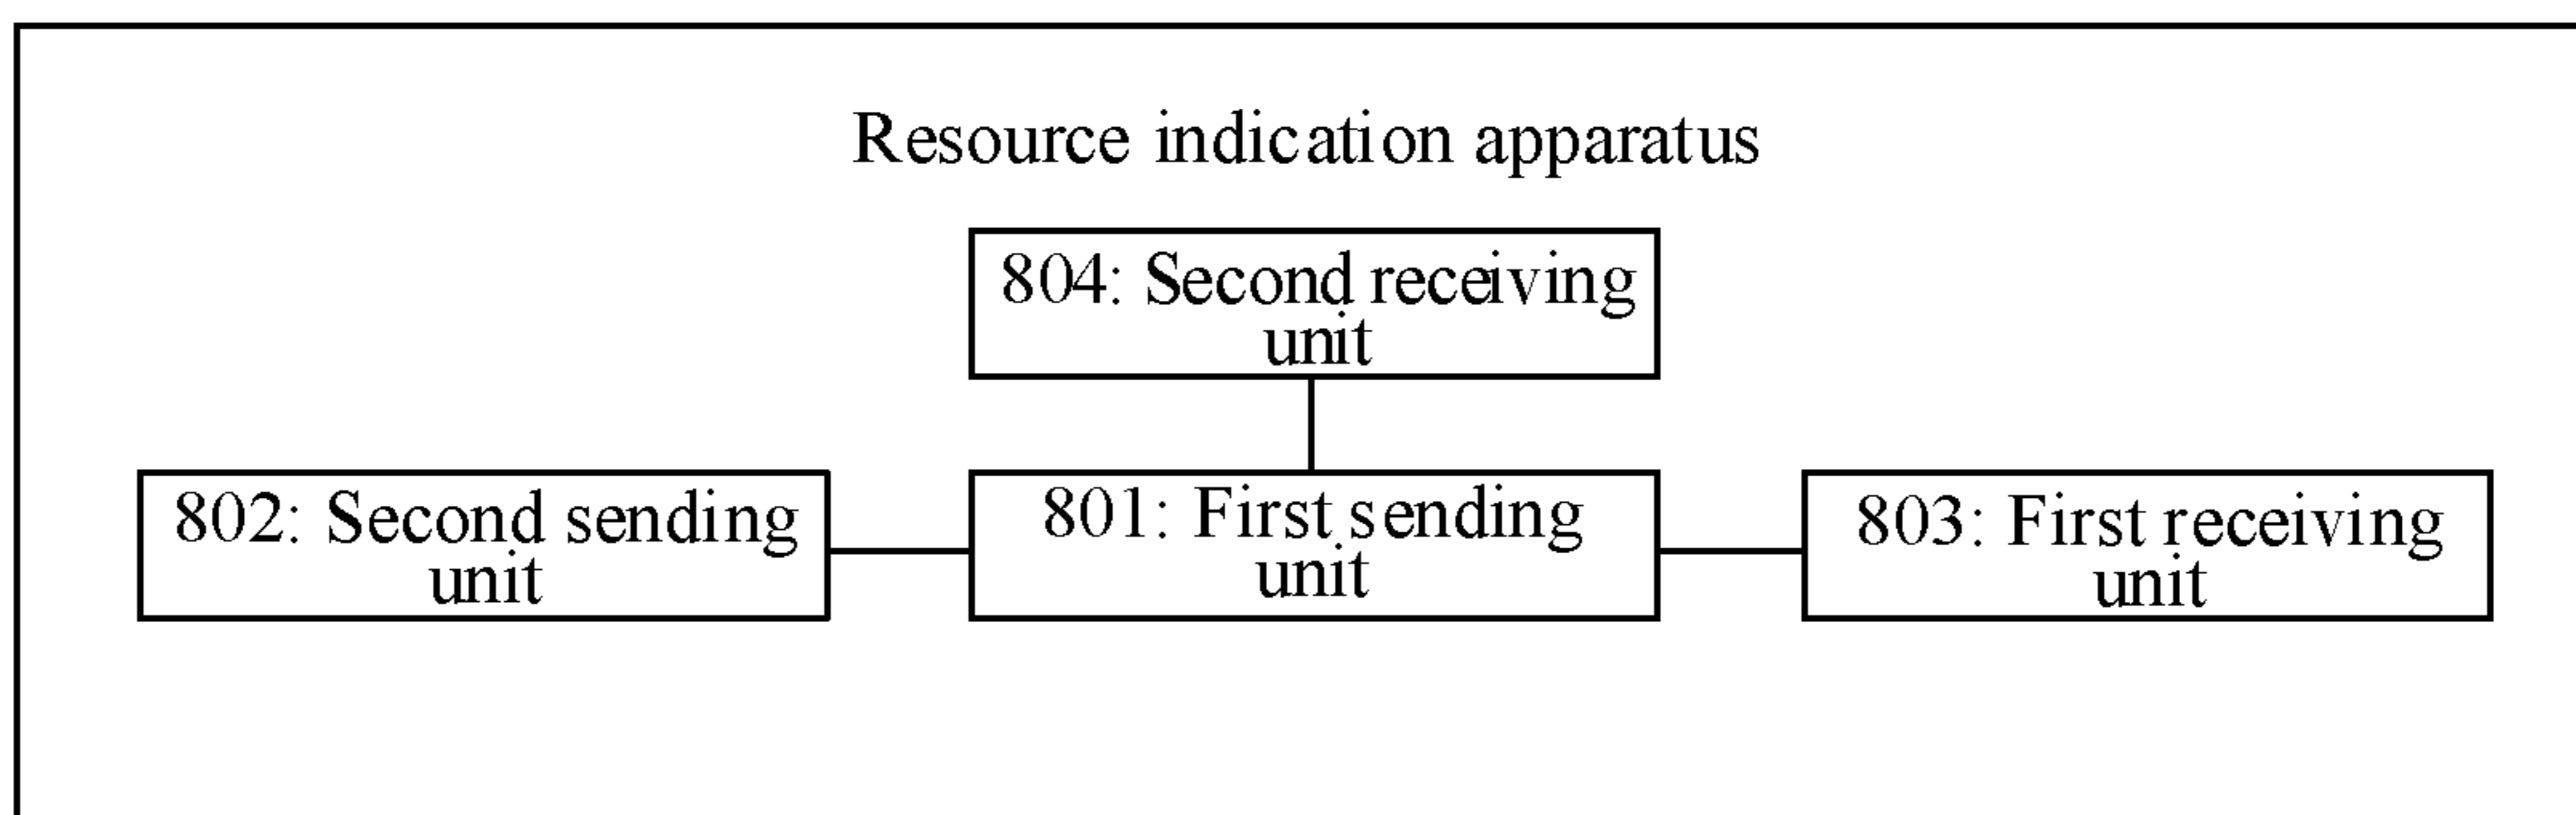 Resource indication apparatus
804: Second receiving
unit
802: Second sending
unit
801: First sending
unit
803: First receiving
unit